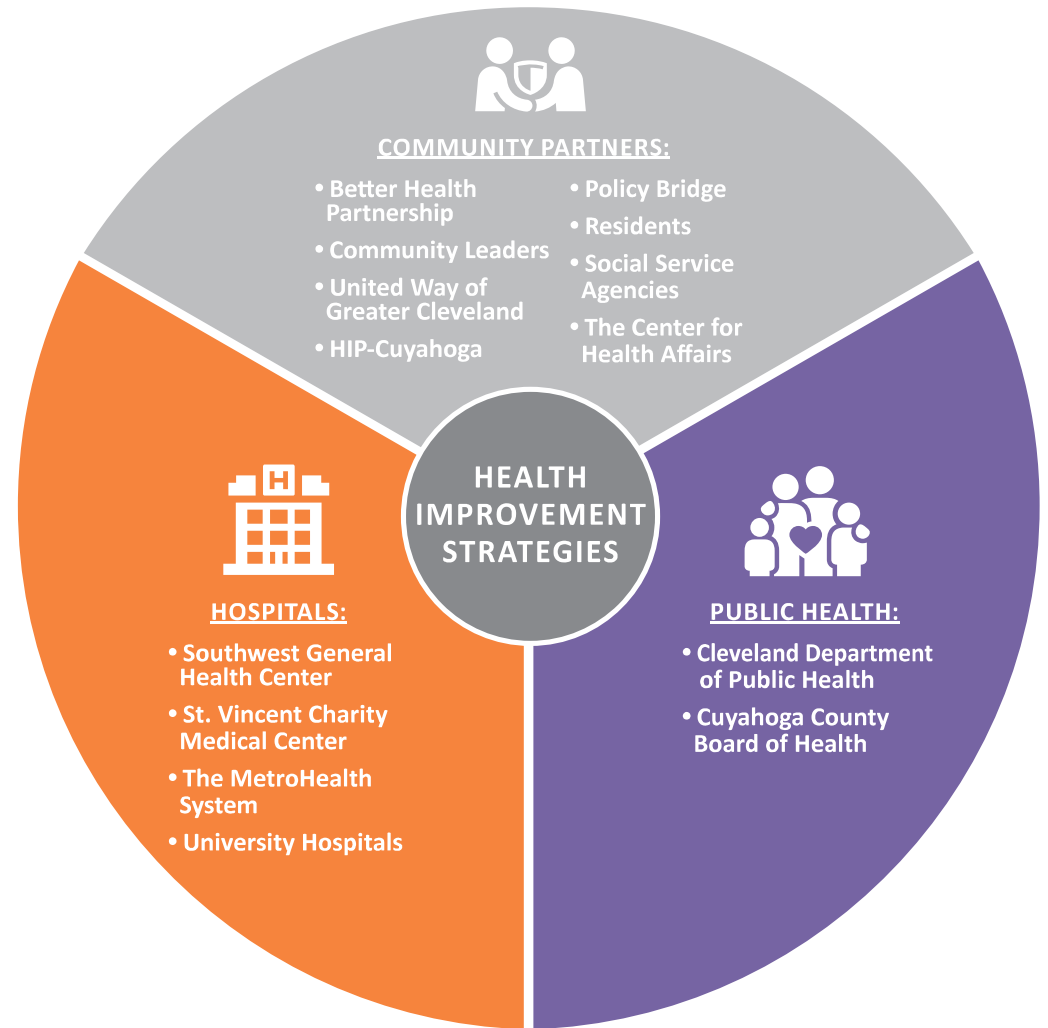 COMMUNITY PARTNERS:
• Better Health
Partnership
• Community Leaders
• United Way of
Greater Cleveland
• HIP-Cuyahoga
• Policy Bridge
• Residents
• Social Service
Agencies
• The Center for
Health Affairs
HEALTH
IMPROVEMENT
STRATEGIES
H
HOSPITALS:
• Southwest General
Health Center
• St. Vincent Charity
Medical Center
• The MetroHealth
System
• University Hospitals
PUBLIC HEALTH:
• Cleveland Department
of Public Health
• Cuyahoga County
Board of Health